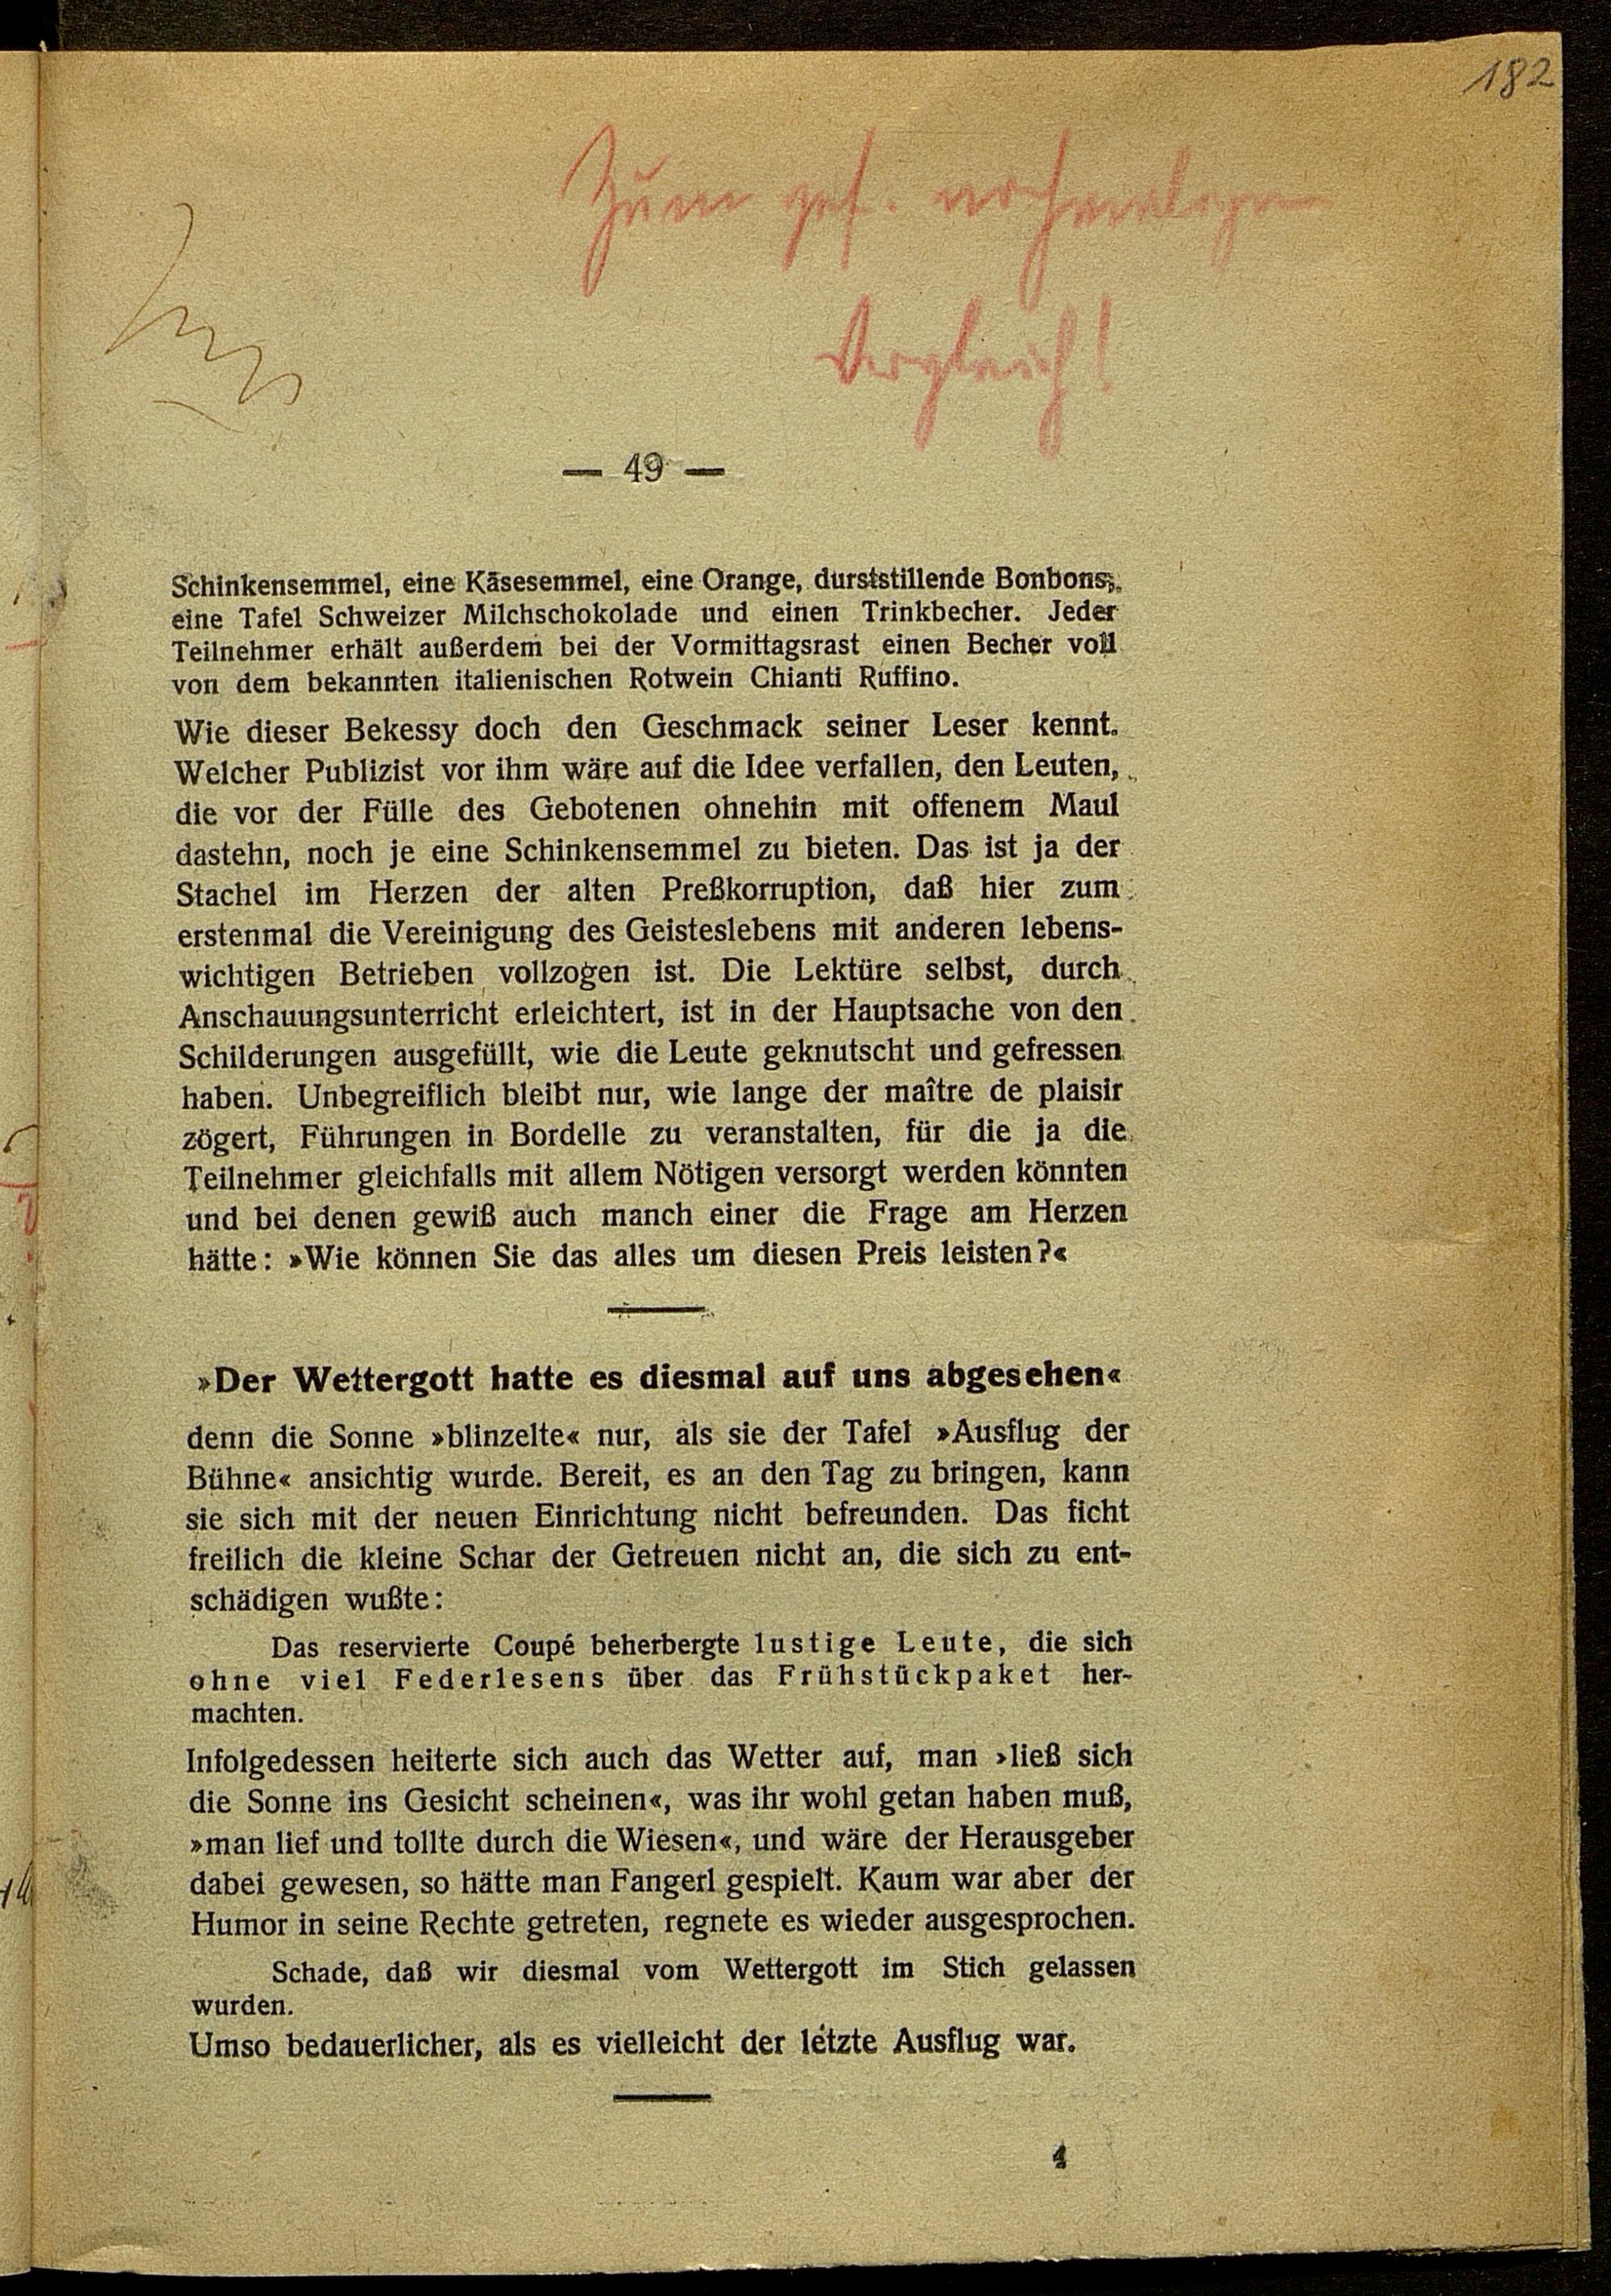 182
Zum gef. nochmaligen
Vergleich!
— 49 —
Schinkensemmel, eine Käsesemmel, eine Orange, durststillende Bonbons,
eine Tafel Schweizer Milchschokolade und einen Trinkbecher. Jeder
Teilnehmer erhält außerdem bei der Vormittagsrast einen Becher voll
von dem bekannten italienischen Rotwein Chianti Ruffino.
Wie dieser Bekessy doch den Geschmack seiner Leser kennt.
Welcher Publizist vor ihm wäre auf die Idee verfallen, den Leuten,
die vor der Fülle des Gebotenen ohnehin mit offenem Maul
dastehn, noch je eine Schinkensemmel zu bieten. Das ist ja der
Stachel im Herzen der alten Preßkorruption, daß hier zum
erstenmal die Vereinigung des Geisteslebens mit anderen lebens-
wichtigen Betrieben vollzogen ist. Die Lektüre selbst, durch
Anschauungsunterricht erleichtert, ist in der Hauptsache von den
Schilderungen ausgefüllt, wie die Leute geknutscht und gefressen
haben. Unbegreiflich bleibt nur, wie lange der maître de plaisir
zögert, Führungen in Bordelle zu veranstalten, für die ja die
Teilnehmer gleichfalls mit allem Nötigen versorgt werden könnten
und bei denen gewiß auch manch einer die Frage am Herzen
hätte: »Wie können Sie das alles um diesen Preis leisten?«
»Der Wettergott hatte es diesmal auf uns abgesehen«
denn die Sonne »blinzelte« nur, als sie der Tafel »Ausflug der
Bühne« ansichtig wurde. Bereit, es an den Tag zu bringen, kann
sie sich mit der neuen Einrichtung nicht befreunden. Das ficht
freilich die kleine Schar der Getreuen nicht an, die sich zu ent-
schädigen wußte:
Das reservierte Coupé beherbergte lustige Leute, die sich
ohne viel Federlesens über das Frühstückpaket her-
machten.
Infolgedessen heiterte sich auch das Wetter auf, man ›ließ sich
die Sonne ins Gesicht scheinen«, was ihr wohl getan haben muß,
»man lief und tollte durch die Wiesen«, und wäre der Herausgeber
dabei gewesen, so hätte man Fangerl gespielt. Kaum war aber der
Humor in seine Rechte getreten, regnete es wieder ausgesprochen.
Schade, daß wir diesmal vom Wettergott im Stich gelassen
wurden.
Umso bedauerlicher, als es vielleicht der letzte Ausflug war.
4